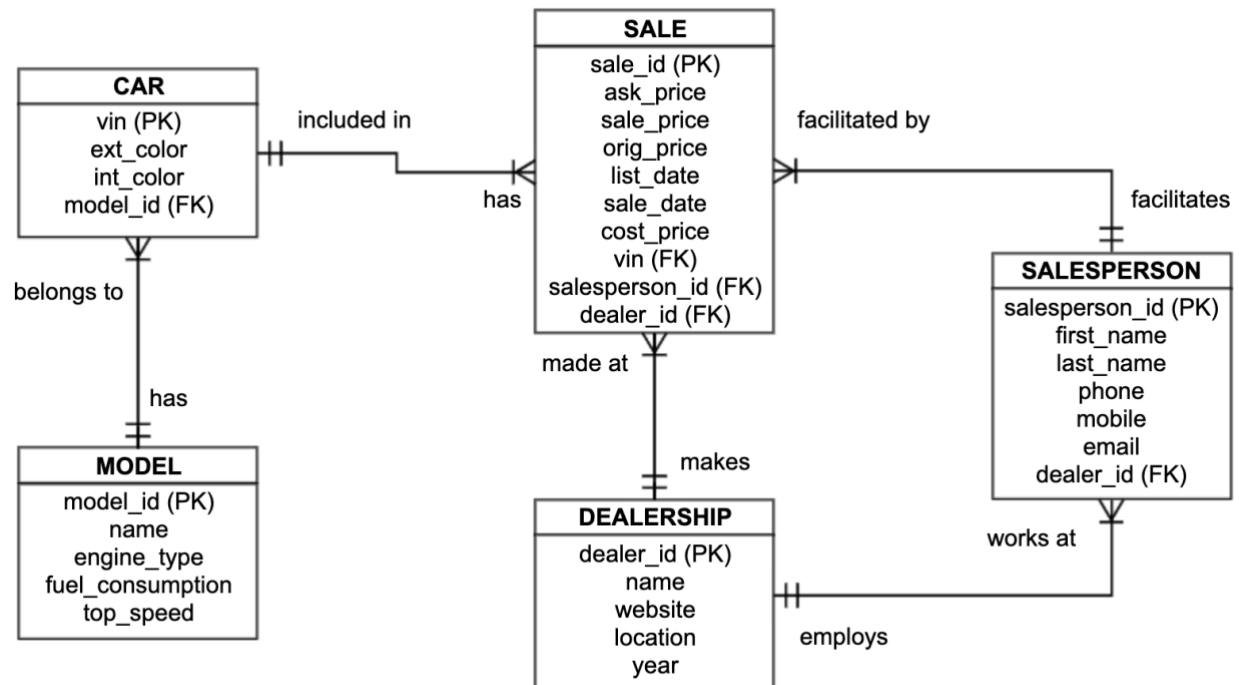 SALE
sale_id (PK)
ask_price
sale_price
orig_price
list_date
sale_date
cost_price
vin (FK)
salesperson_id (FK)
dealer_id (FK)
CAR
vin (PK)
ext_color
int_color
model_id (FK)
included in
has
facilitated by
facilitates
SALESPERSON
salesperson_id (PK)
first_name
last_name
phone
mobile
email
dealer_id (FK)
belongs to
has
MODEL
model_id (PK)
name
engine_type
fuel_consumption
top_speed
made at
makes
DEALERSHIP
dealer_id (PK)
name
website
location
year
works at
employs